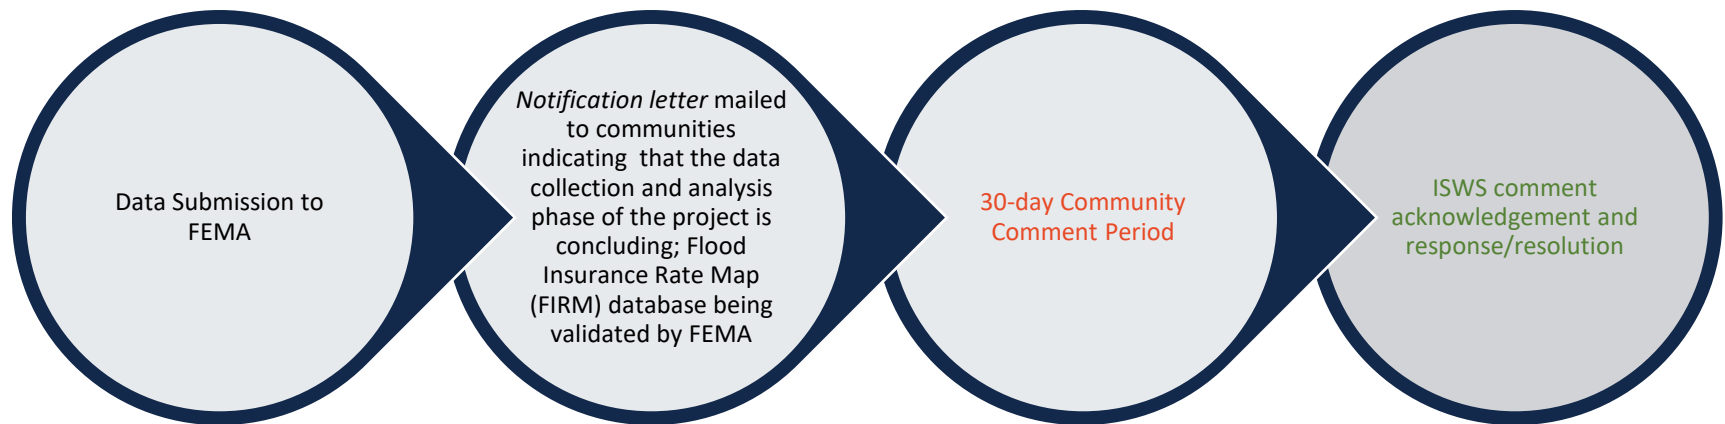 Data Submission to
FEMA
Notification letter mailed
to communities
indicating  that the data
collection and analysis
phase of the project is
concluding; Flood
Insurance Rate Map
(FIRM) database being
validated by FEMA
30-day Community
Comment Period
ISWS comment
acknowledgement and
response/resolution